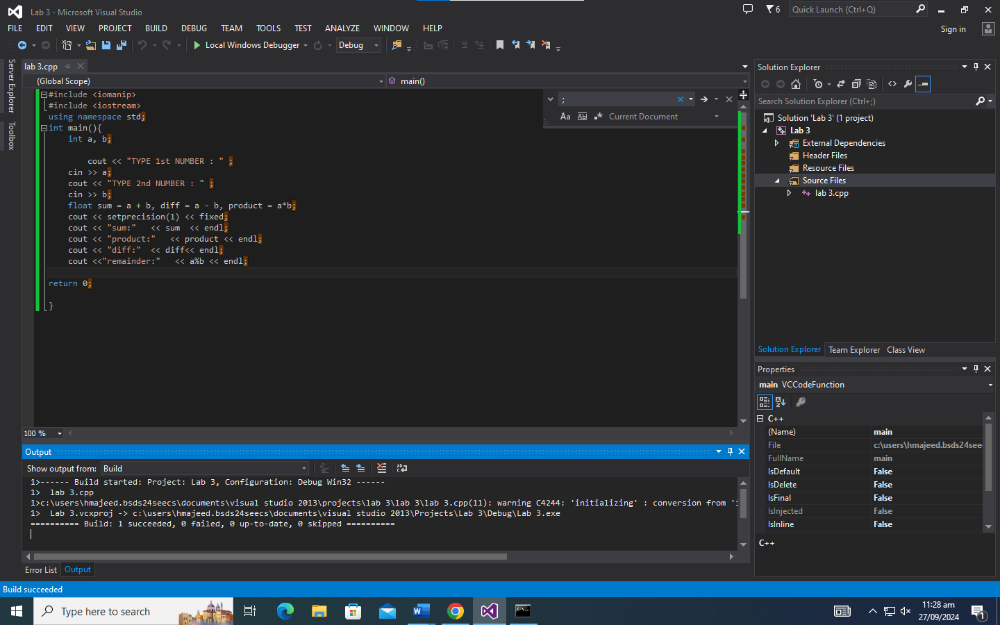 Lab 3 - Microsoft Visual Studio
6
Quick Launch (Ctrl+Q)
FILE EDIT VIEW PROJECT BUILD DEBUG TEAM TOOLS TEST ANALYZE WINDOW HELP
Sign in
Local Windows Debugger Debug
Server Explorer
Toolbox
lab 3.cpp
(Global Scope) main()
#include <iomanip>
#include <iostream>
using namespace std;
int main(){
int a, b;
cout << "TYPE 1st NUMBER : " ;
cin >> a;
cout << "TYPE 2nd NUMBER : " ;
cin >> b;
float sum = a + b, diff = a - b, product = a*b;
cout << setprecision(1) << fixed;
cout << "sum:"   << sum  << endl;
cout << "product:"   << product << endl;
cout << "diff:"  << diff<< endl;
cout <<"remainder:"   << a%b << endl;
return 0;
}
;
Aa Ab Current Document
100 %
Output
Show output from: Build
1>------ Build started: Project: Lab 3, Configuration: Debug Win32 ------
1>  lab 3.cpp
1>c:\users\hmajeed.bsds24seecs\documents\visual studio 2013\projects\lab 3\lab 3\lab 3.cpp(11): warning C4244: 'initializing' : conversion from
1>  Lab 3.vcxproj -> c:\users\hmajeed.bsds24seecs\documents\visual studio 2013\Projects\Lab 3\Debug\Lab 3.exe
========== Build: 1 succeeded, 0 failed, 0 up-to-date, 0 skipped ==========
Error List Output
Solution Explorer
Search Solution Explorer (Ctrl+;)
Solution 'Lab 3' (1 project)
Lab 3
External Dependencies
Header Files
Resource Files
Source Files
lab 3.cpp
Solution Explorer Team Explorer Class View
Properties
main VCCodeFunction
C++
(Name) main
File c:\users\hmajeed.bsds24see
FullName main
IsDefault False
IsDelete False
IsFinal False
IsInjected False
IsInline False
C++
Build succeeded
Type here to search
11:28 am
27/09/2024
1